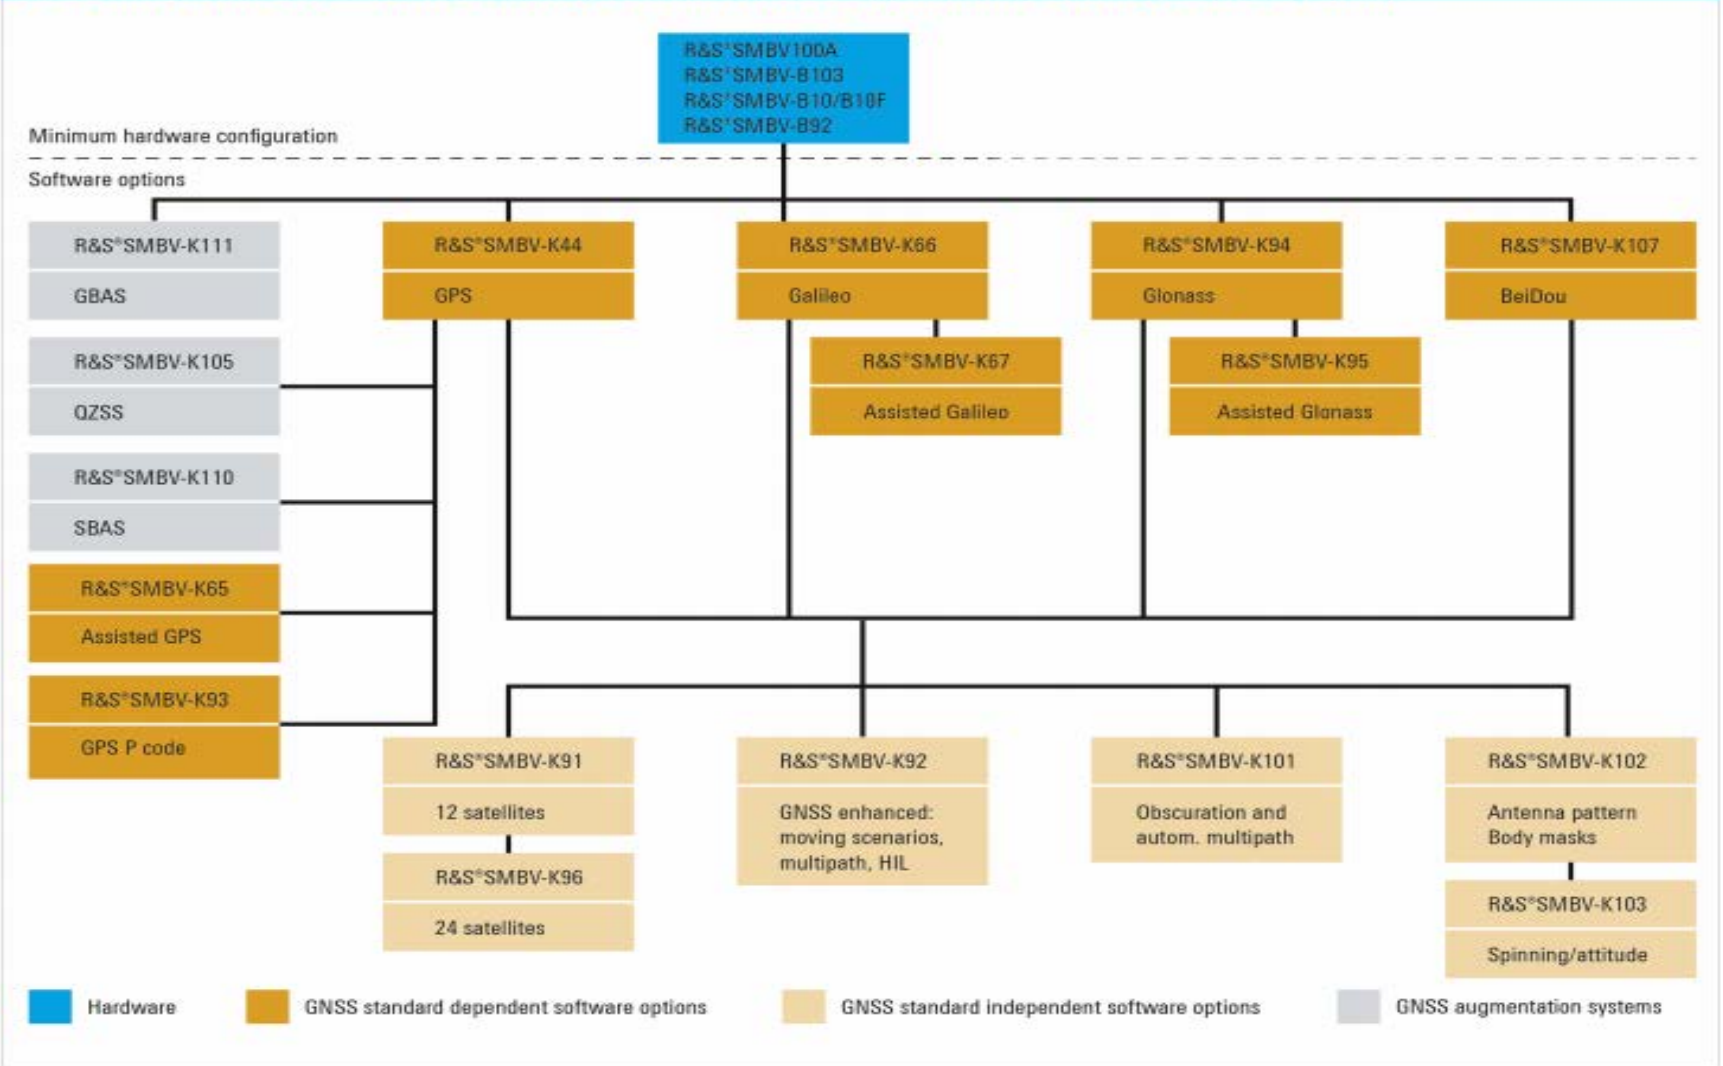 R&S®SMBV100A
R&S®SMBV-B103
R&S®SMBV-B10/B10F
R&S®SMBV-B92
Minimum hardware configuration
Software options
R&S®SMBV-K111
GBAS
R&S®SMBV-K44
GPS
R&S®SMBV-K66
Galileo
R&S®SMBV-K94
Glonass
R&S®SMBV-K107
BeiDou
R&S®SMBV-K105
QZSS
R&S®SMBV-K67
Assisted Galileo
R&S®SMBV-K95
Assisted Glonass
R&S®SMBV-K110
SBAS
R&S®SMBV-K65
Assisted GPS
R&S®SMBV-K93
GPS P code
R&S®SMBV-K91
12 satellites
R&S®SMBV-K92
GNSS enhanced:
moving scenarios,
multipath, HIL
R&S®SMBV-K101
Obscuration and
autom. multipath
R&S®SMBV-K102
Antenna pattern
Body masks
R&S®SMBV-K96
24 satellites
R&S®SMBV-K103
Spinning/attitude
Hardware
GNSS standard dependent software options
GNSS standard independent software options
GNSS augmentation systems